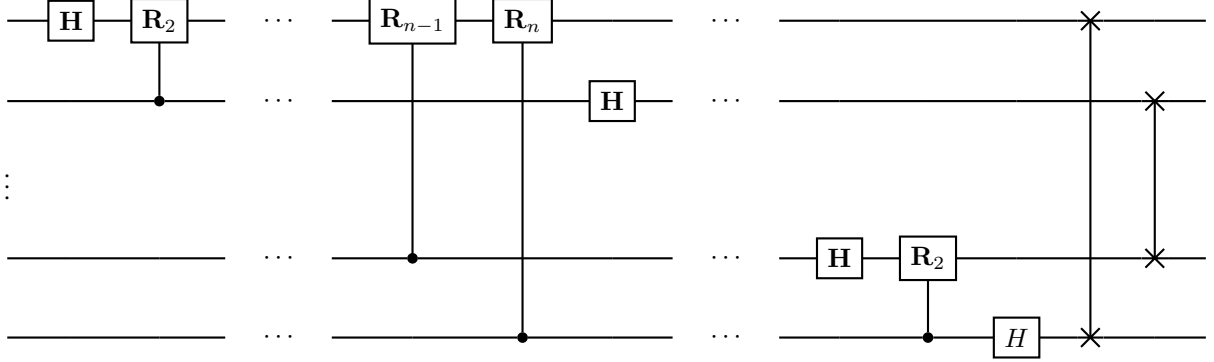 H R₂ ⋯ Rₙ₋₁ Rₙ ⋯
⋯ H ⋯
⋮
⋯ ⋯ H R₂
⋯ ⋯ H